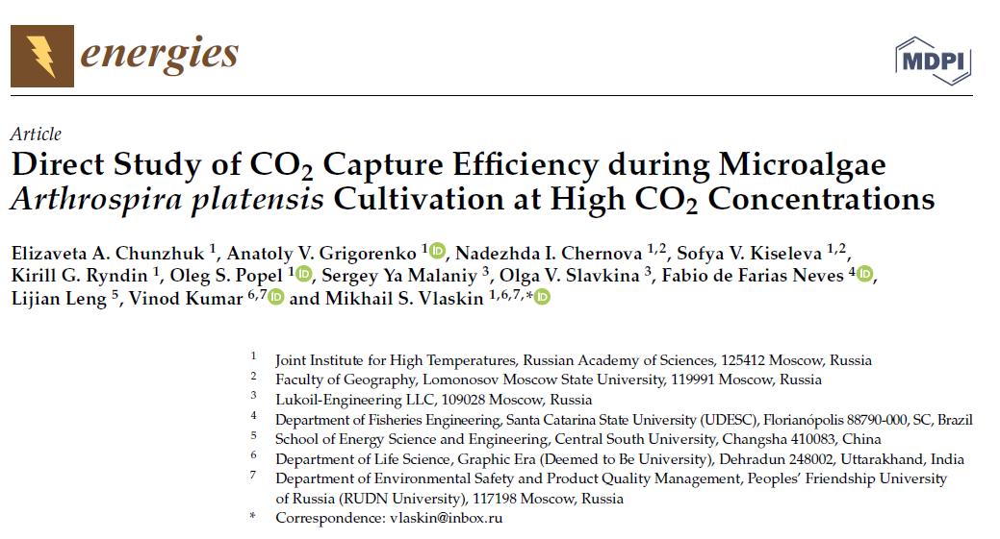 energies
MDPI
Article
Direct Study of CO₂ Capture Efficiency during Microalgae
Arthrospira platensis Cultivation at High CO₂ Concentrations
Elizaveta A. Chunzhuk ¹, Anatoly V. Grigorenko ¹ iD, Nadezhda I. Chernova ¹,², Sofya V. Kiseleva ¹,²,
Kirill G. Ryndin ¹, Oleg S. Popel ¹ iD, Sergey Ya Malaniy ³, Olga V. Slavkina ³, Fabio de Farias Neves ⁴ iD,
Lijian Leng ⁵, Vinod Kumar ⁶,⁷ iD and Mikhail S. Vlaskin ¹,⁶,⁷,* iD
1 Joint Institute for High Temperatures, Russian Academy of Sciences, 125412 Moscow, Russia
2 Faculty of Geography, Lomonosov Moscow State University, 119991 Moscow, Russia
3 Lukoil-Engineering LLC, 109028 Moscow, Russia
4 Department of Fisheries Engineering, Santa Catarina State University (UDESC), Florianópolis 88790-000, SC, Brazil
5 School of Energy Science and Engineering, Central South University, Changsha 410083, China
6 Department of Life Science, Graphic Era (Deemed to Be University), Dehradun 248002, Uttarakhand, India
7 Department of Environmental Safety and Product Quality Management, Peoples' Friendship University
of Russia (RUDN University), 117198 Moscow, Russia
* Correspondence: vlaskin@inbox.ru